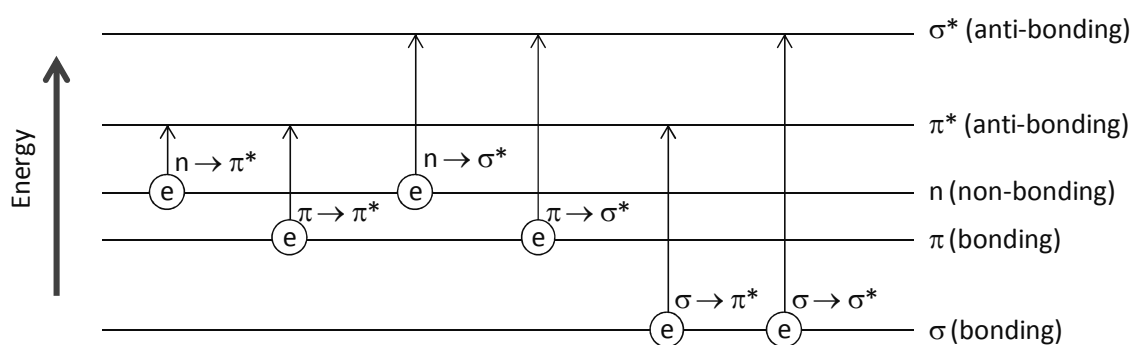 σ* (anti-bonding)
π* (anti-bonding)
n → π*
n → σ*
e
e
n (non-bonding)
π → π*
π → σ*
e
e
π (bonding)
σ → π*
σ → σ*
e
e
σ (bonding)
Energy